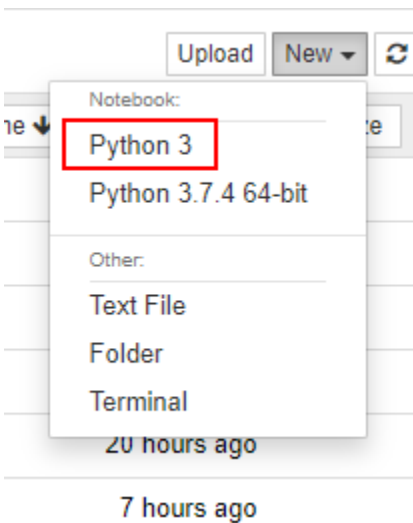 Upload New
Notebook:
Python 3
Python 3.7.4 64-bit
Other:
Text File
Folder
Terminal
20 hours ago
7 hours ago